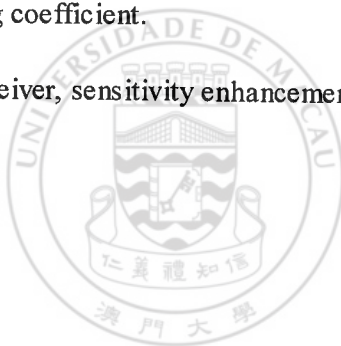 g coefficient.
eiver, sensitivity enhancemen
UNIVERSIDADE DE MACAU
仁義禮知信
澳門大學